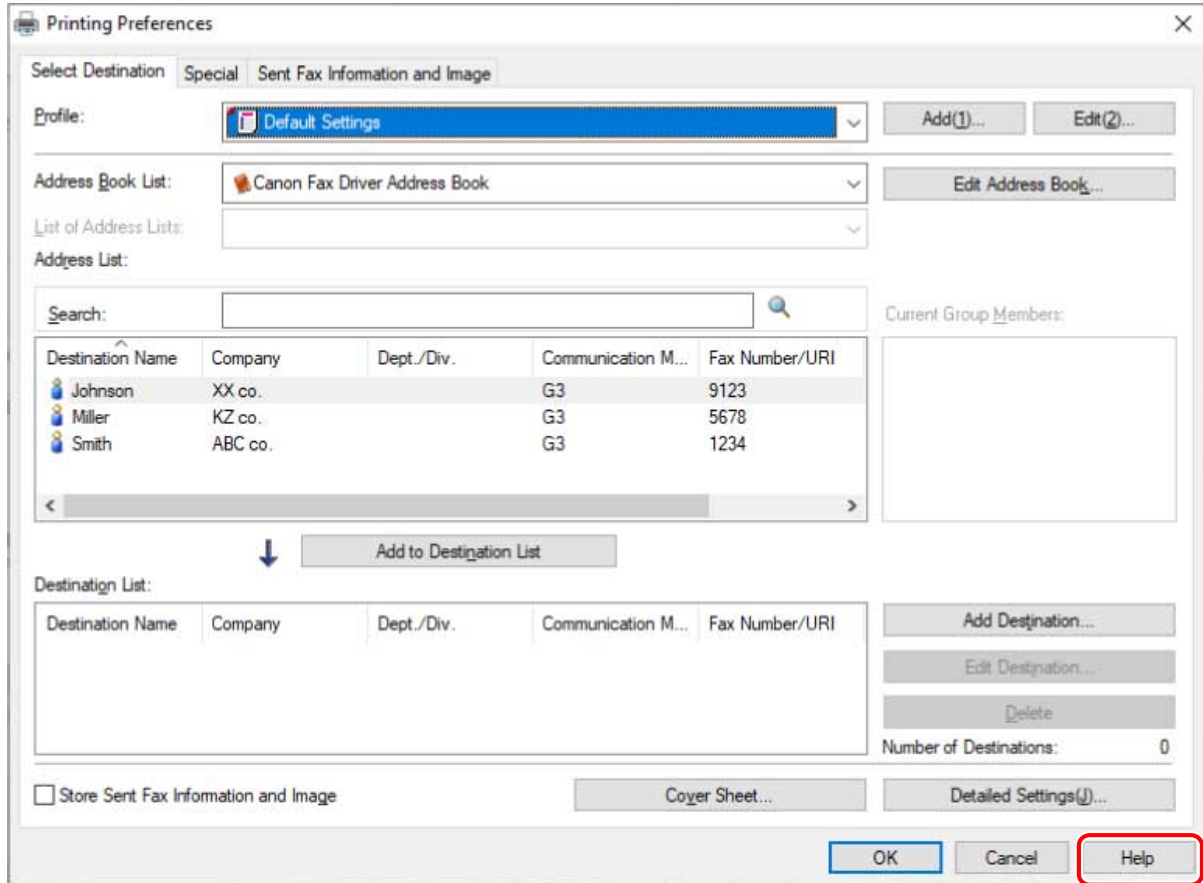 Printing Preferences
Select Destination Special Sent Fax Information and Image
Profile: Default Settings Add(1)... Edit(2)...
Address Book List: Canon Fax Driver Address Book Edit Address Book...
List of Address Lists:
Address List:
Search: Current Group Members:
Destination Name Company Dept./Div. Communication M... Fax Number/URI
Johnson XX co. G3 9123
Miller KZ co. G3 5678
Smith ABC co. G3 1234
Add to Destination List
Destination List:
Destination Name Company Dept./Div. Communication M... Fax Number/URI
Add Destination...
Edit Destination...
Delete
Number of Destinations: 0
Store Sent Fax Information and Image Cover Sheet... Detailed Settings(J)...
OK Cancel Help